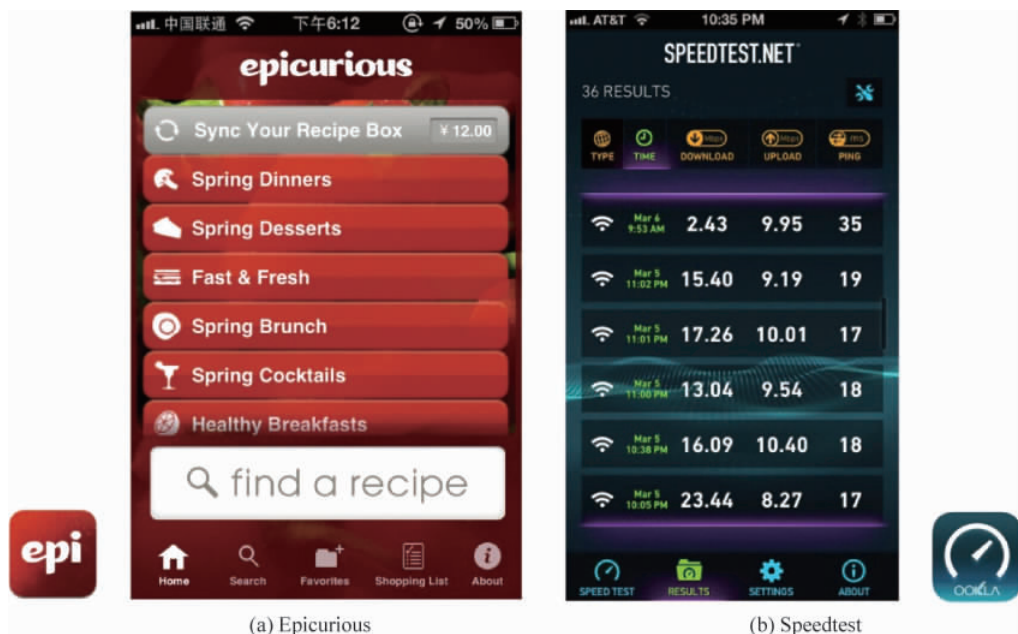 中国联通 下午6:12 50%
epicurious
Sync Your Recipe Box ¥ 12.00
Spring Dinners
Spring Desserts
Fast & Fresh
Spring Brunch
Spring Cocktails
Healthy Breakfasts
find a recipe
Home Search Favorites Shopping List About
epi
(a) Epicurious
AT&T 10:35 PM
SPEEDTEST.NET
36 RESULTS
Mbps Mbps ms
TYPE TIME DOWNLOAD UPLOAD PING
Mar 6
9:53 AM 2.43 9.95 35
Mar 5
11:02 PM 15.40 9.19 19
Mar 5
11:01 PM 17.26 10.01 17
Mar 5
11:00 PM 13.04 9.54 18
Mar 5
10:38 PM 16.09 10.40 18
Mar 5
10:05 PM 23.44 8.27 17
SPEED TEST RESULTS SETTINGS ABOUT
OOKLA
(b) Speedtest